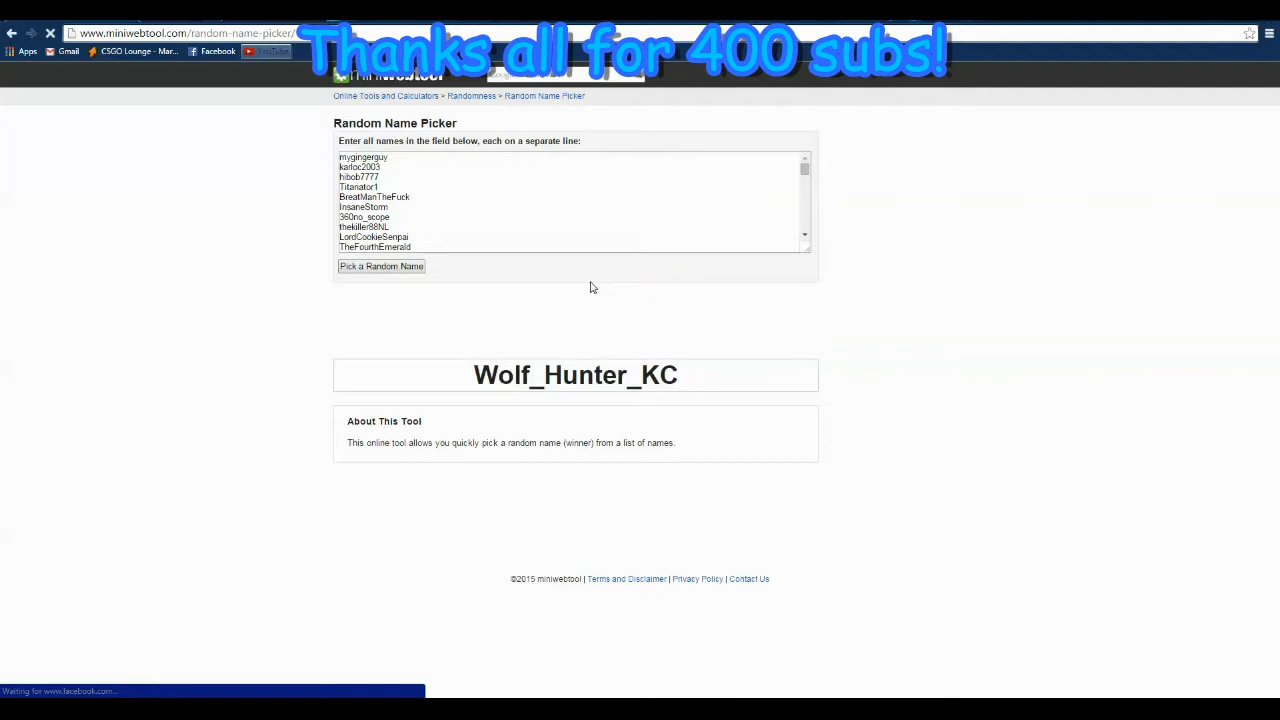 www.miniwebtool.com/random-name-picker/
Apps Gmail CSGO Lounge - Mar... Facebook YouTube
Thanks all for 400 subs!
Online Tools and Calculators > Randomness > Random Name Picker
Random Name Picker
Enter all names in the field below, each on a separate line:
mygingerguy
karloc2003
hibob7777
Titanator1
BreatManTheFuck
InsaneStorm
360no_scope
thekiller88NL
LordCookieSenpai
TheFourthEmerald
Pick a Random Name
Wolf_Hunter_KC
About This Tool
This online tool allows you quickly pick a random name (winner) from a list of names.
©2015 miniwebtool | Terms and Disclaimer | Privacy Policy | Contact Us
Waiting for www.facebook.com...